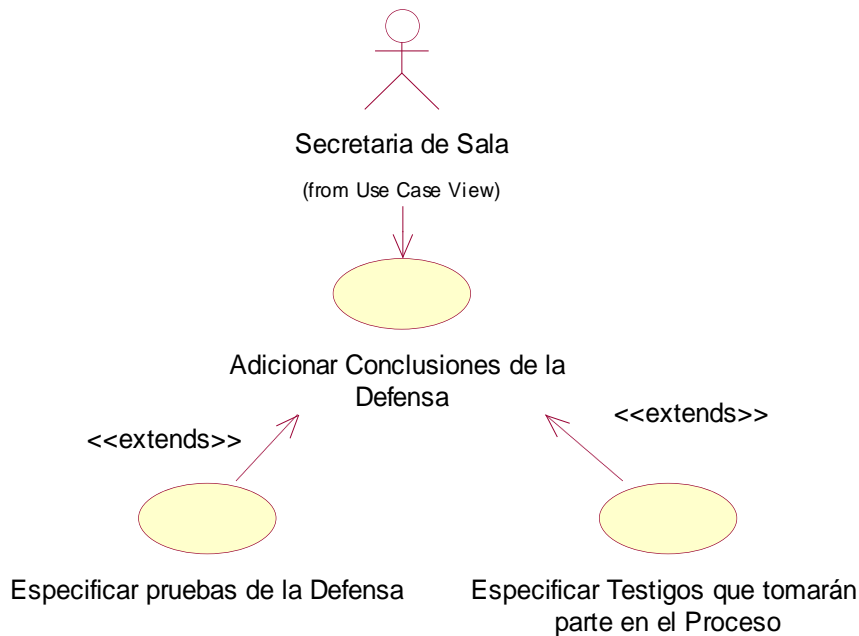 Secretaria de Sala
(from Use Case View)
Adicionar Conclusiones de la
Defensa
<<extends>>
<<extends>>
Especificar pruebas de la Defensa
Especificar Testigos que tomarán
parte en el Proceso